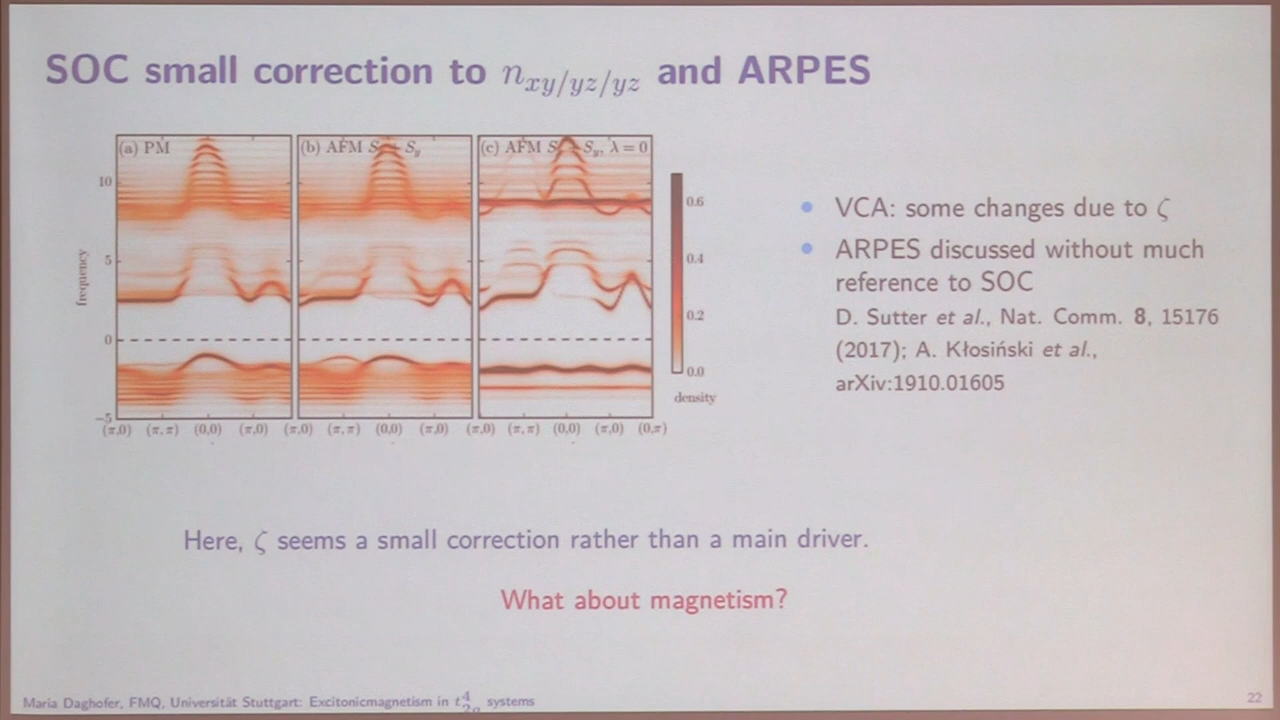 SOC small correction to n_{xy/yz/yz} and ARPES
(a) PM
(b) AFM S_x + S_y
(c) AFM S_x + S_y, λ = 0
10
5
0
−5
frequency
0.6
0.4
0.2
0.0
density
(π,0) (π,π) (0,0) (π,0) (π,0) (π,π) (0,0) (π,0) (π,0) (π,π) (0,0) (π,0) (0,π)
• VCA: some changes due to ζ
• ARPES discussed without much
reference to SOC
D. Sutter et al., Nat. Comm. 8, 15176
(2017); A. Kłosiński et al.,
arXiv:1910.01605
Here, ζ seems a small correction rather than a main driver.
What about magnetism?
Maria Daghofer, FMQ, Universität Stuttgart: Excitonicmagnetism in t_{2g}^4 systems
22